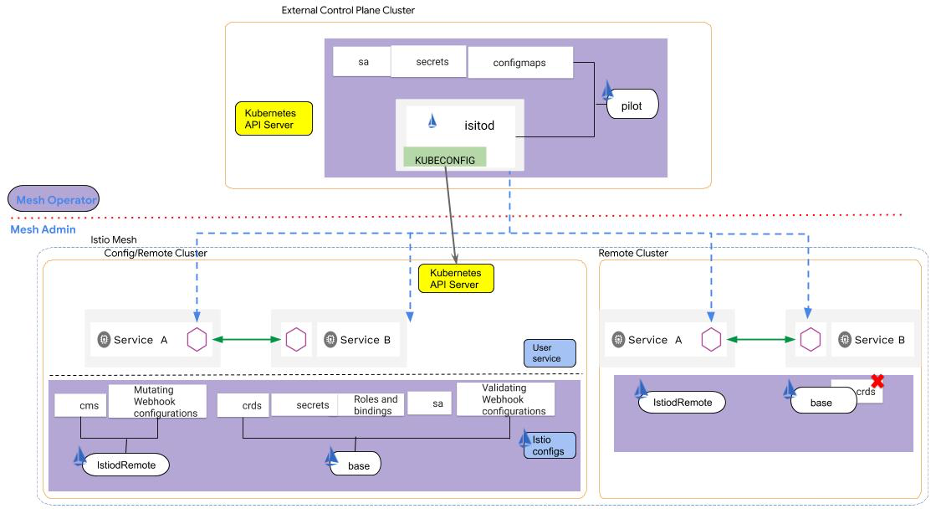 External Control Plane Cluster
sa
secrets
configmaps
Kubernetes
API Server
pilot
isitod
KUBECONFIG
Mesh Operator
Mesh Admin
Istio Mesh
Config/Remote Cluster
Remote Cluster
Kubernetes
API Server
Service A
Service B
Service A
Service B
User
service
cms
Mutating
Webhook
configurations
crds
secrets
Roles and
bindings
sa
Validating
Webhook
configurations
IstiodRemote
base
Istio
configs
IstiodRemote
base
crds